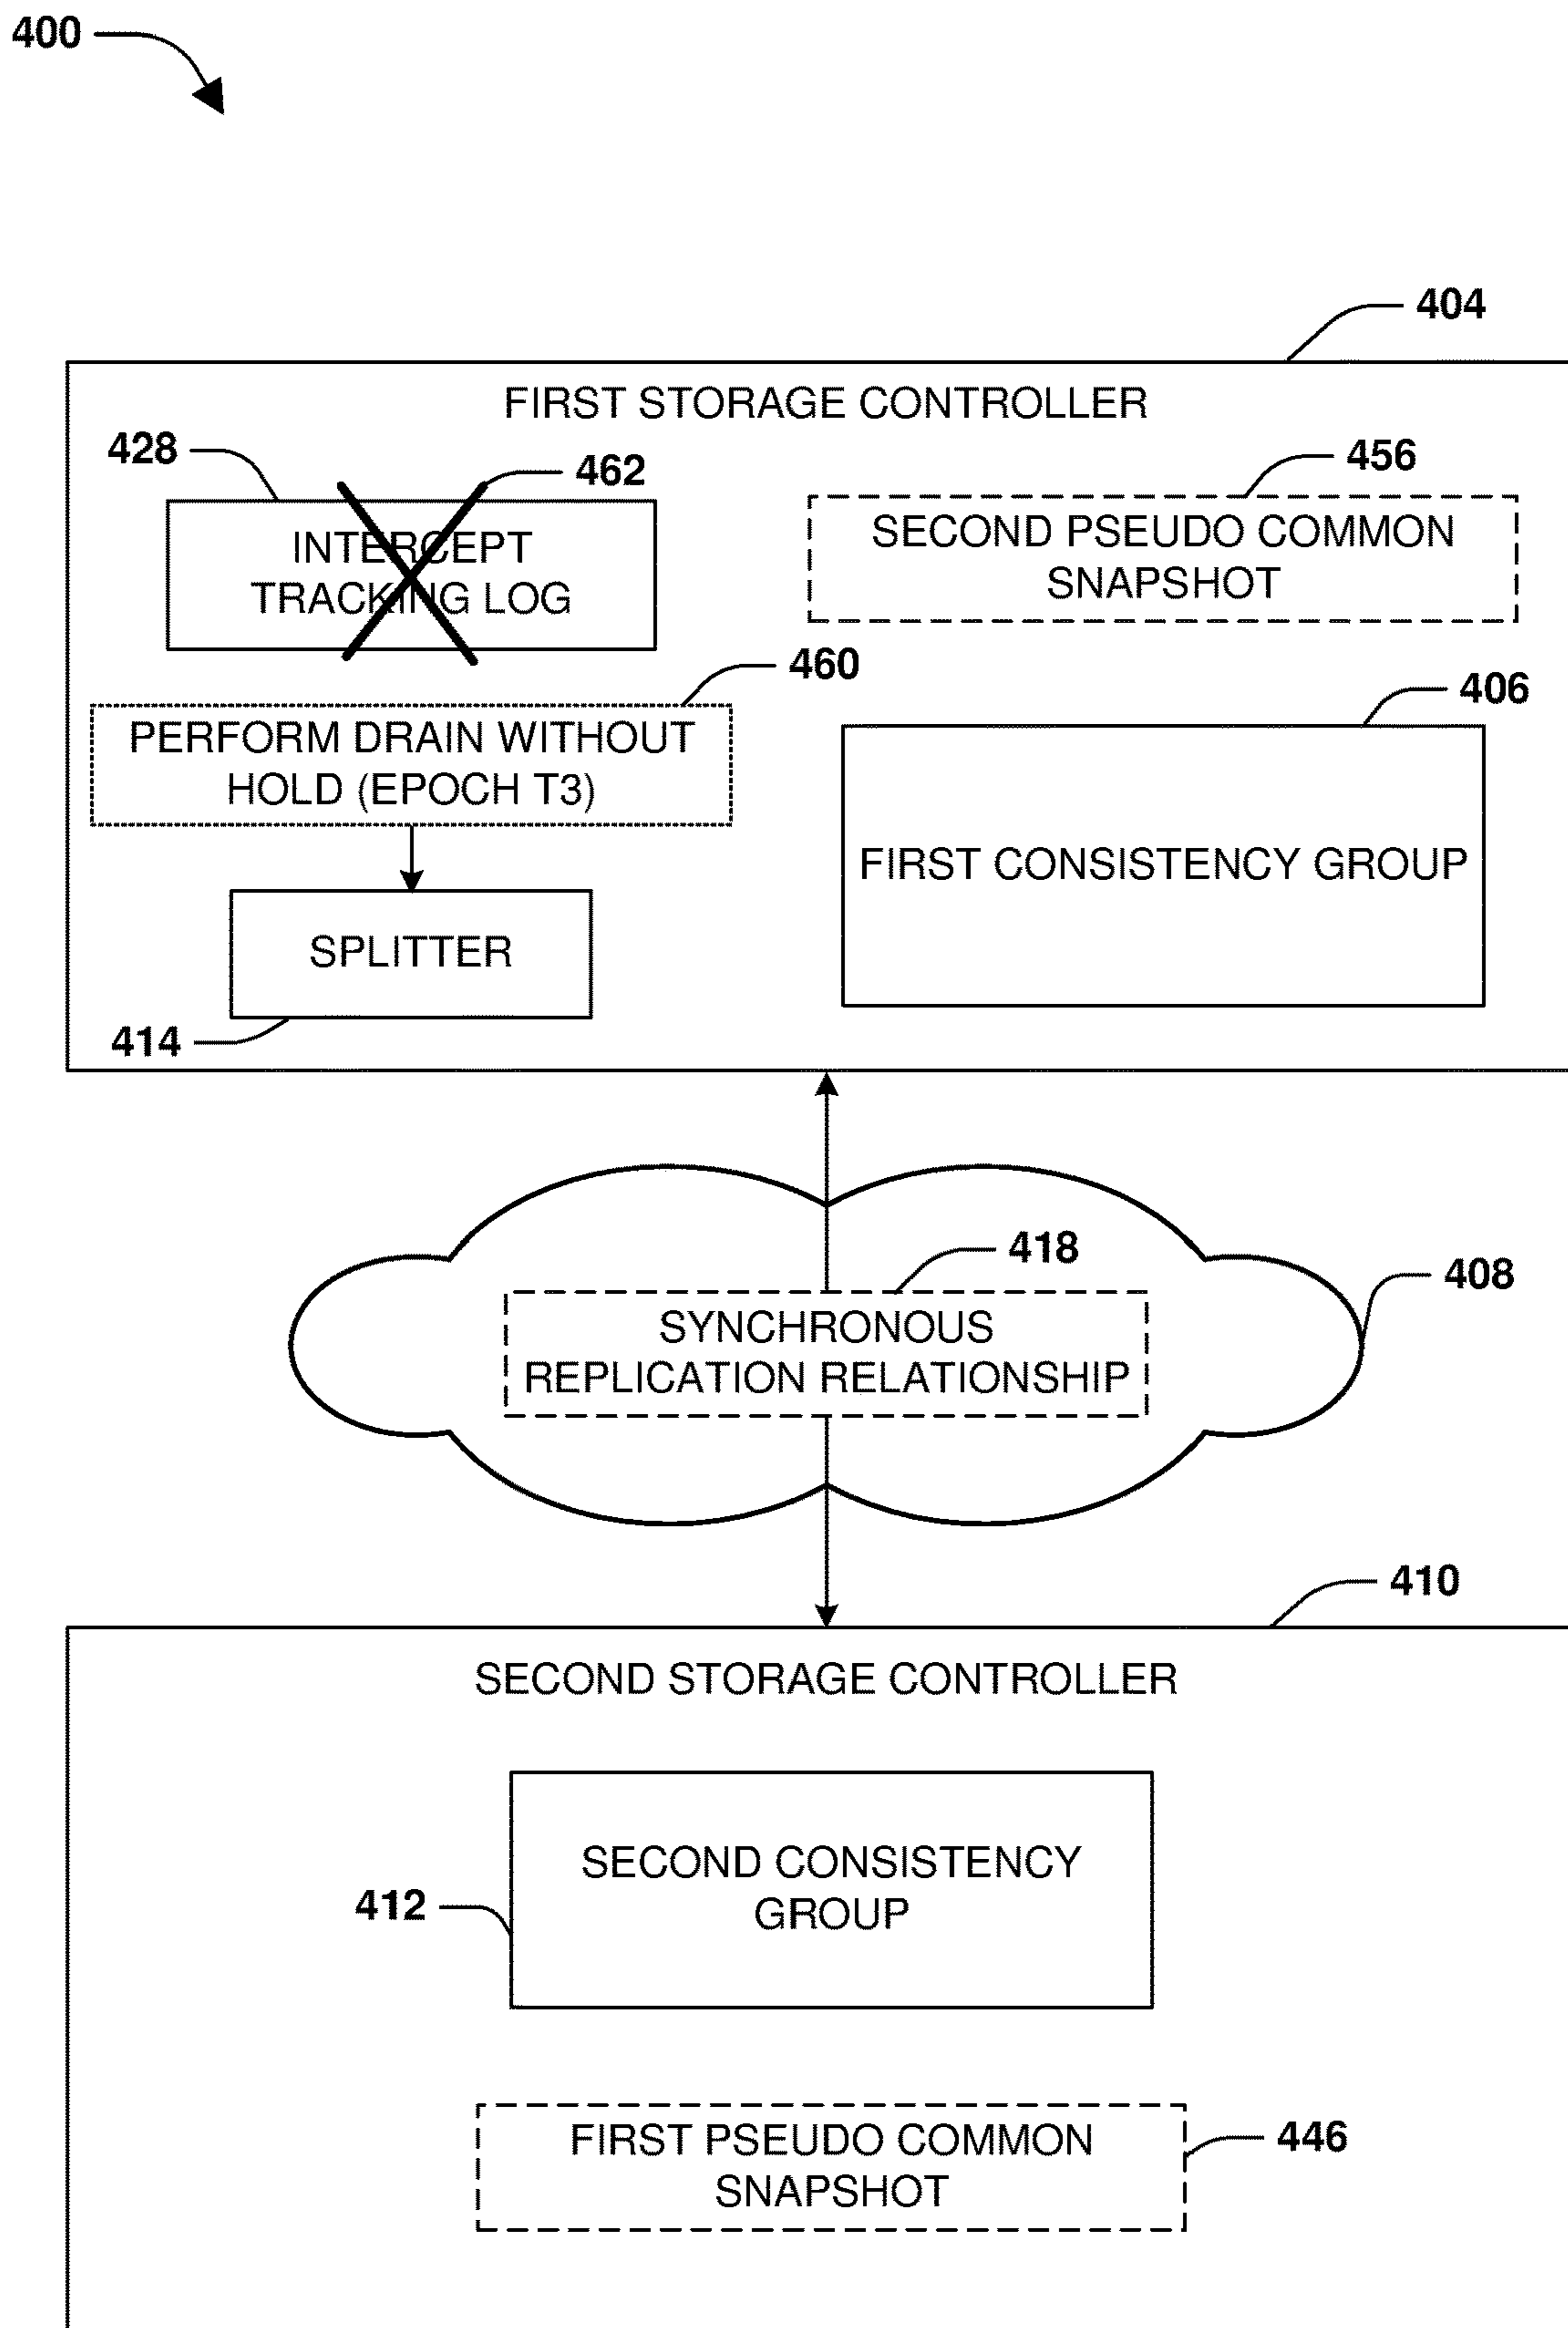 400
404
FIRST STORAGE CONTROLLER
428
462
456
INTERCEPT
TRACKING LOG
SECOND PSEUDO COMMON
SNAPSHOT
460
406
PERFORM DRAIN WITHOUT
HOLD (EPOCH T3)
FIRST CONSISTENCY GROUP
SPLITTER
414
418
408
SYNCHRONOUS
REPLICATION RELATIONSHIP
410
SECOND STORAGE CONTROLLER
SECOND CONSISTENCY
GROUP
412
FIRST PSEUDO COMMON
SNAPSHOT
446